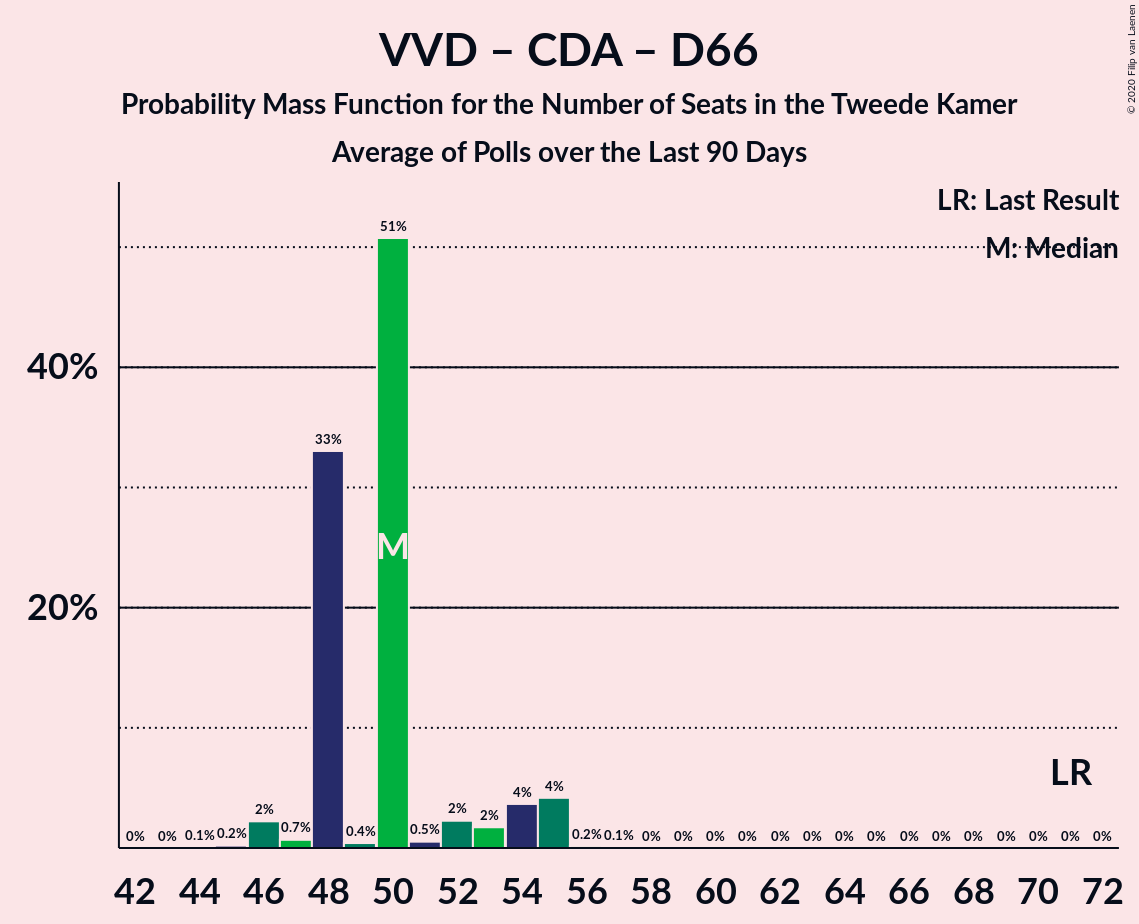 VVD – CDA – D66
Probability Mass Function for the Number of Seats in the Tweede Kamer
Average of Polls over the Last 90 Days
© 2020 Filip van Laenen
LR: Last Result
M: Median
51%
40%
33%
M
20%
LR
0% 0% 0.1% 0.2% 2% 0.7% 0.4% 0.5% 2% 2% 4% 4% 0.2% 0.1% 0% 0% 0% 0% 0% 0% 0% 0% 0% 0% 0% 0% 0% 0% 0%
42 44 46 48 50 52 54 56 58 60 62 64 66 68 70 72